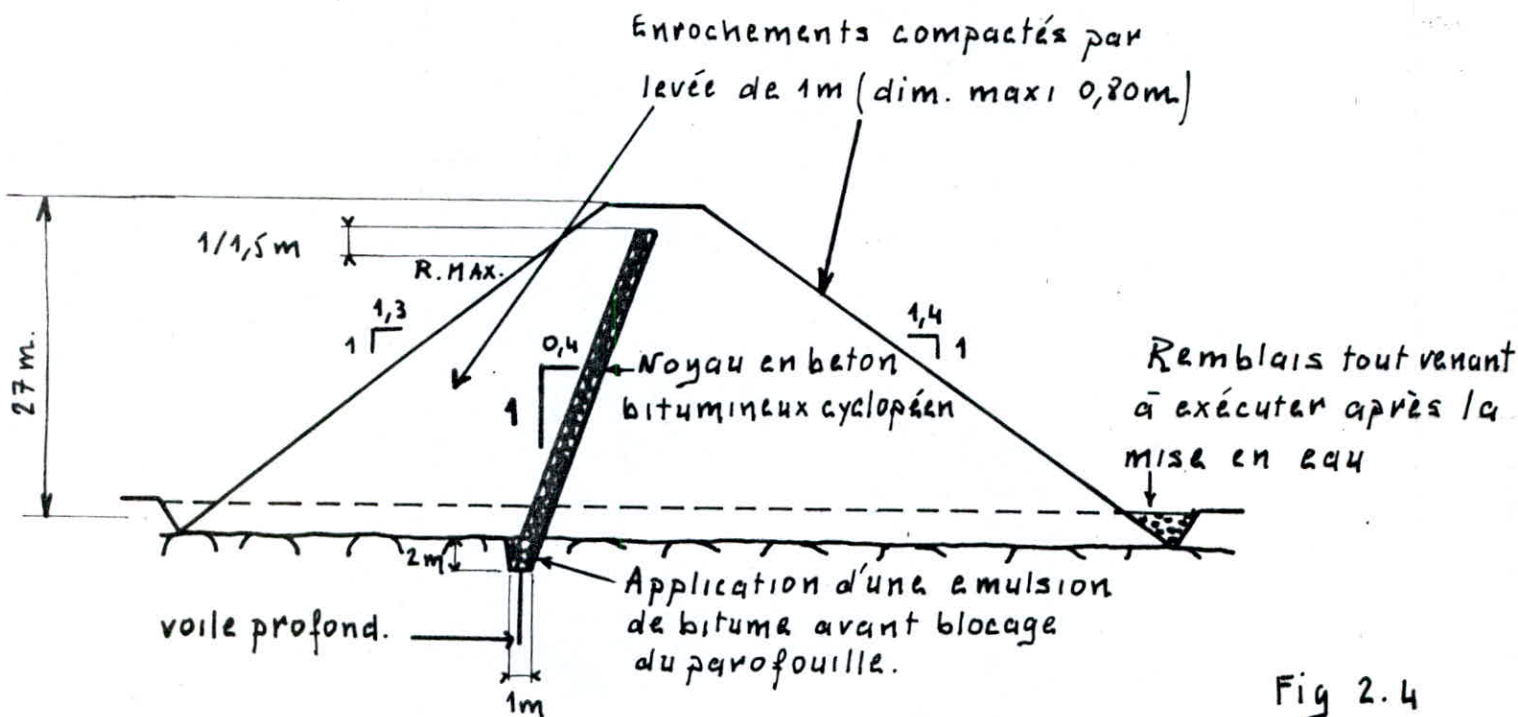 Enrochements compactés par
levée de 1m (dim. maxi 0,80m)
1/1,5 m
R. MAX.
27 m.
1,3
1
0,4
1
1,4
1
Noyau en beton
bitumineux cyclopéen
Remblais tout venant
à exécuter après la
mise en eau
2m
Application d'une emulsion
de bitume avant blocage
du parofouille.
voile profond.
1m
Fig 2.4